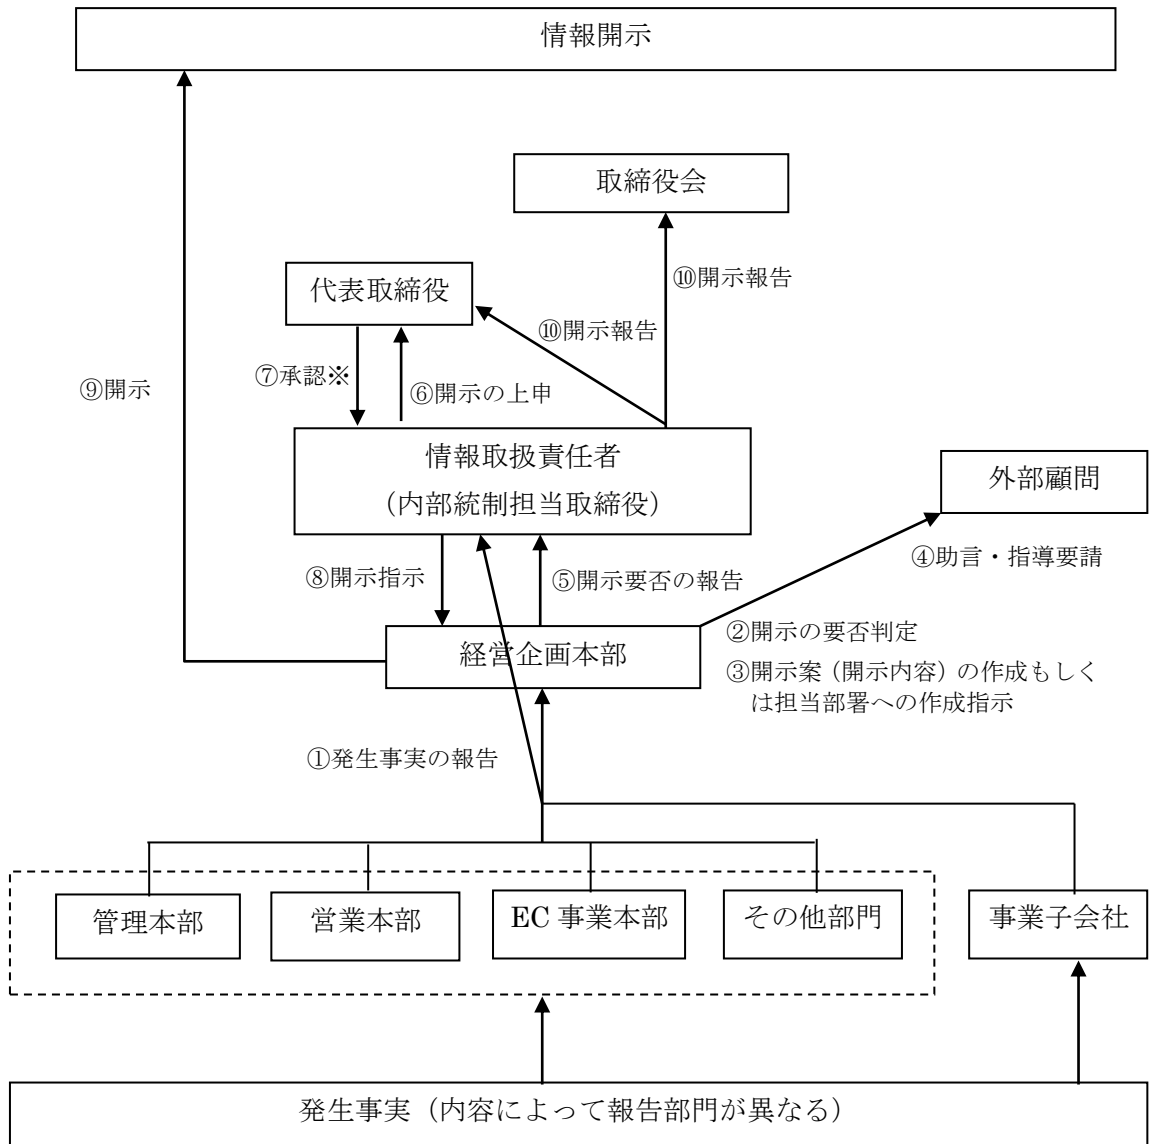 情報開示
取締役会
代表取締役
⑩開示報告
⑩開示報告
⑦承認※
⑥開示の上申
⑨開示
情報取扱責任者
（内部統制担当取締役）
外部顧問
④助言・指導要請
⑧開示指示
⑤開示要否の報告
②開示の要否判定
経営企画本部
③開示案（開示内容）の作成もしく
は担当部署への作成指示
①発生事実の報告
管理本部
営業本部
EC 事業本部
その他部門
事業子会社
発生事実（内容によって報告部門が異なる）